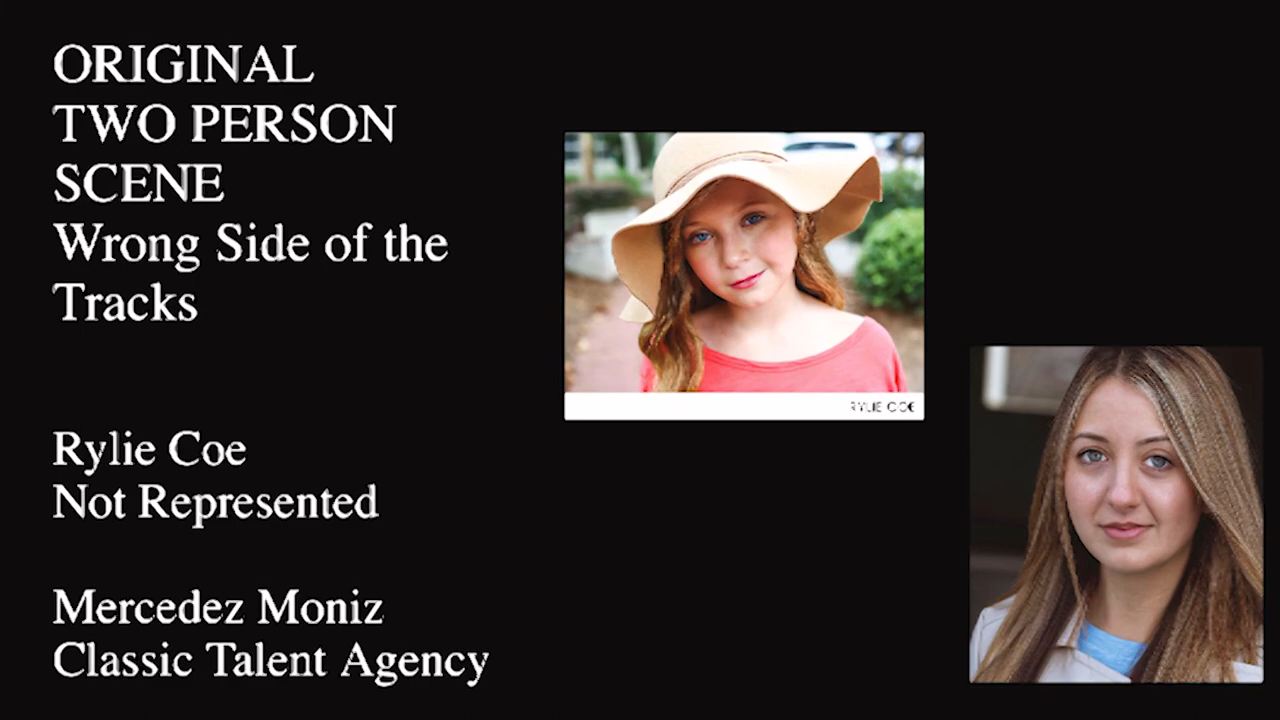 ORIGINAL
TWO PERSON
SCENE
Wrong Side of the
Tracks
Rylie Coe
Not Represented
Mercedez Moniz
Classic Talent Agency
RYLIE COE